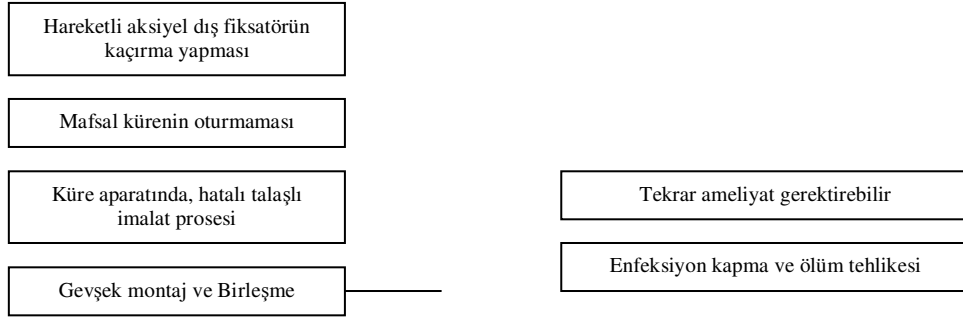 Hareketli aksiyel dış fiksatörün
kaçırma yapması
Mafsal kürenin oturmaması
Küre aparatında, hatalı talaşlı
imalat prosesi
Gevşek montaj ve Birleşme
Tekrar ameliyat gerektirebilir
Enfeksiyon kapma ve ölüm tehlikesi